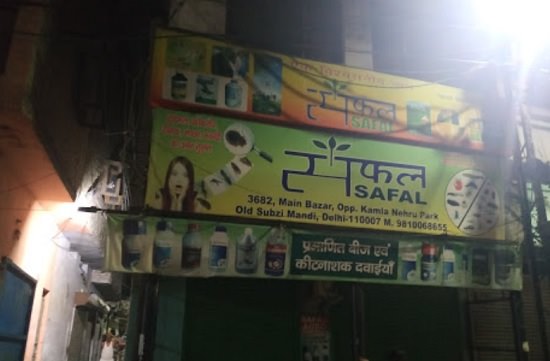 सफल
SAFAL
सफल
SAFAL
3682, Main Bazar, Opp. Kamla Nehru Park
Old Subzi Mandi, Delhi-110007 M. 9810068655
प्रमाणित बीज एवं
कीटनाशक दवाईयाँ